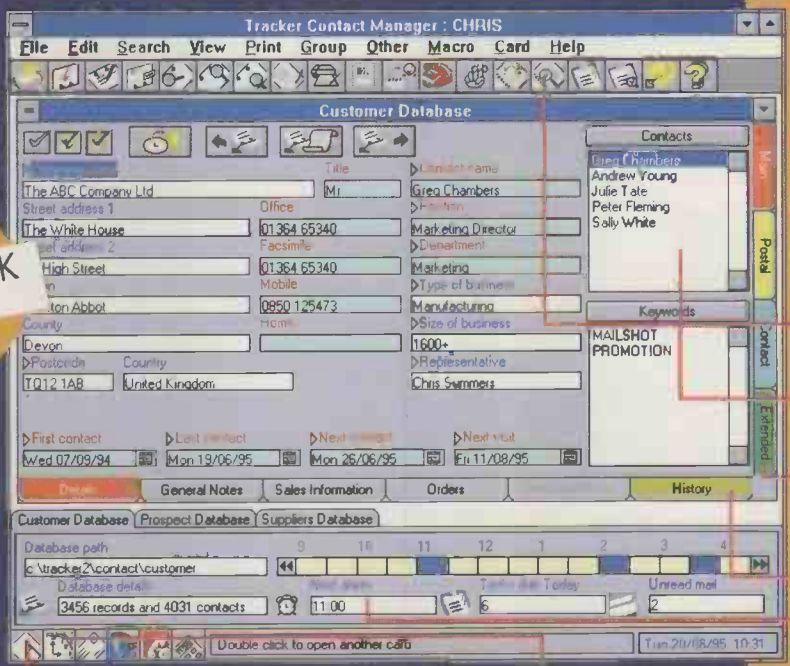 Tracker Contact Manager : CHRIS
File Edit Search View Print Group Other Macro Card Help
Customer Database
Contacts
Title
Contact name
Greg Chambers
Andrew Young
Julie Tate
Peter Fleming
Sally White
The ABC Company Ltd
Mr
Greg Chambers
Street address 1
Office
The White House
01364 65340
Marketing Director
address 2
Facsimile
Department
High Street
01364 65340
Marketing
Mobile
Type of business
ton Abbot
0850 125473
Manufacturing
County
Home
Size of business
Devon
1600+
Postcode
Country
Representative
TQ12 1AB
United Kingdom
Chris Summers
Keywords
MAILSHOT
PROMOTION
Main
Postal
Contact
Extended
First contact
Last contact
Next contact
Next visit
Wed 07/09/94
Mon 19/06/95
Mon 26/06/95
Fri 11/08/95
Details
General Notes
Sales Information
Orders
History
Customer Database
Prospect Database
Suppliers Database
Database path
9 10 11 12 1 2 3 4
c:\tracker2\contact\customer
Database details
Today
Unread mail
3456 records and 4031 contacts
11:00
6
2
Double click to open another card
95 10:31
K